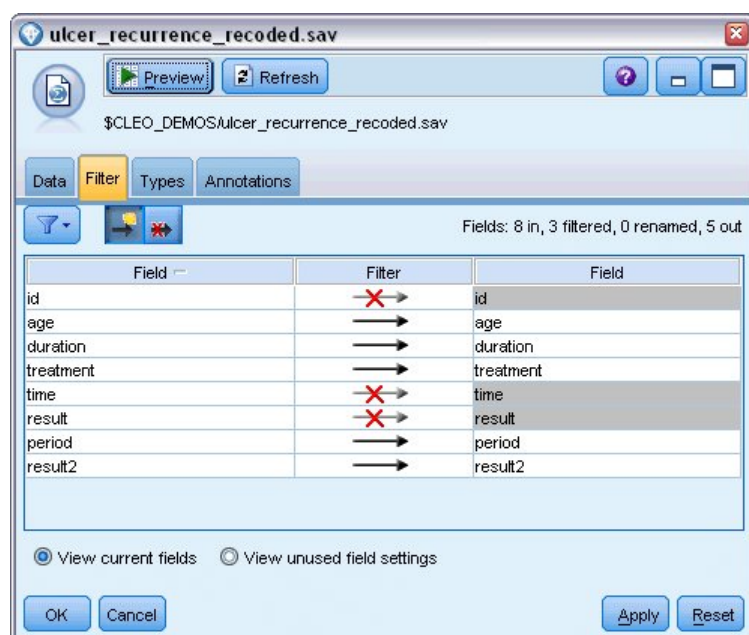 ulcer_recurrence_recoded.sav
Preview Refresh ?
$CLEO_DEMOS/ulcer_recurrence_recoded.sav
Data Filter Types Annotations
Fields: 8 in, 3 filtered, 0 renamed, 5 out
Field Filter Field
id id
age age
duration duration
treatment treatment
time time
result result
period period
result2 result2
View current fields View unused field settings
OK Cancel Apply Reset